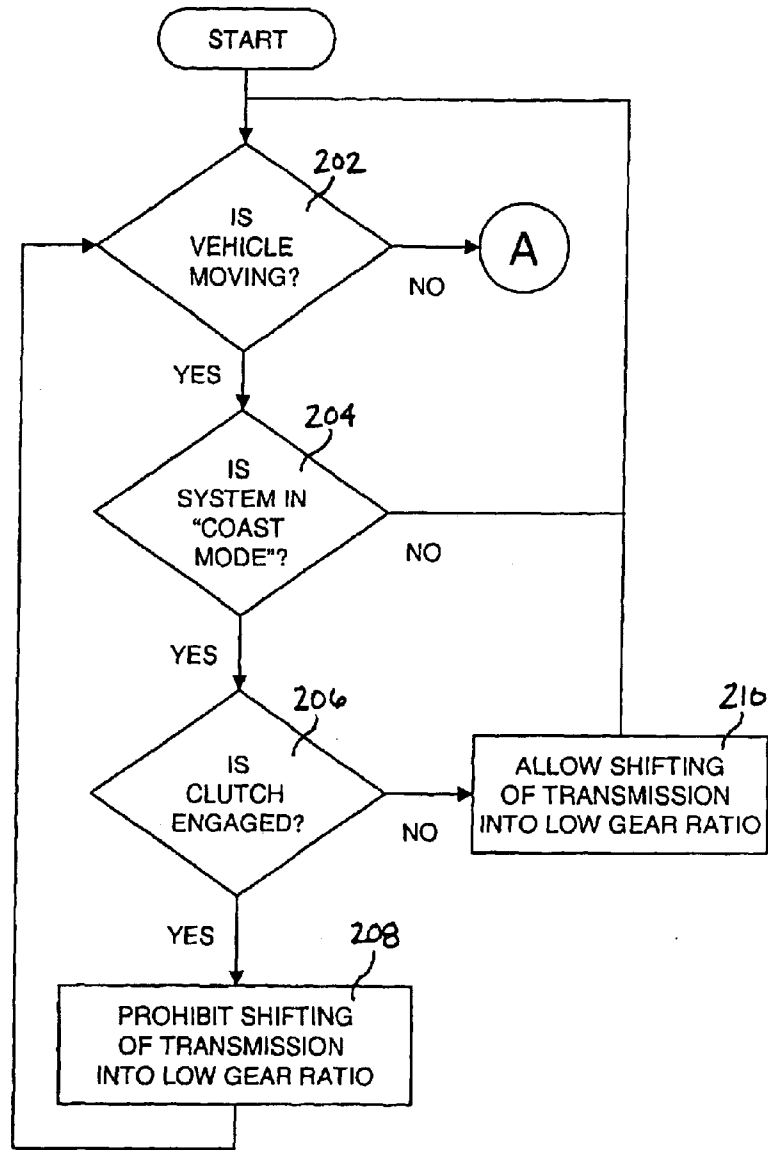 START
202
IS
VEHICLE
MOVING?
A
NO
YES
204
IS
SYSTEM IN
"COAST
MODE"?
NO
YES
206
IS
CLUTCH
ENGAGED?
NO
210
ALLOW SHIFTING
OF TRANSMISSION
INTO LOW GEAR RATIO
YES
208
PROHIBIT SHIFTING
OF TRANSMISSION
INTO LOW GEAR RATIO